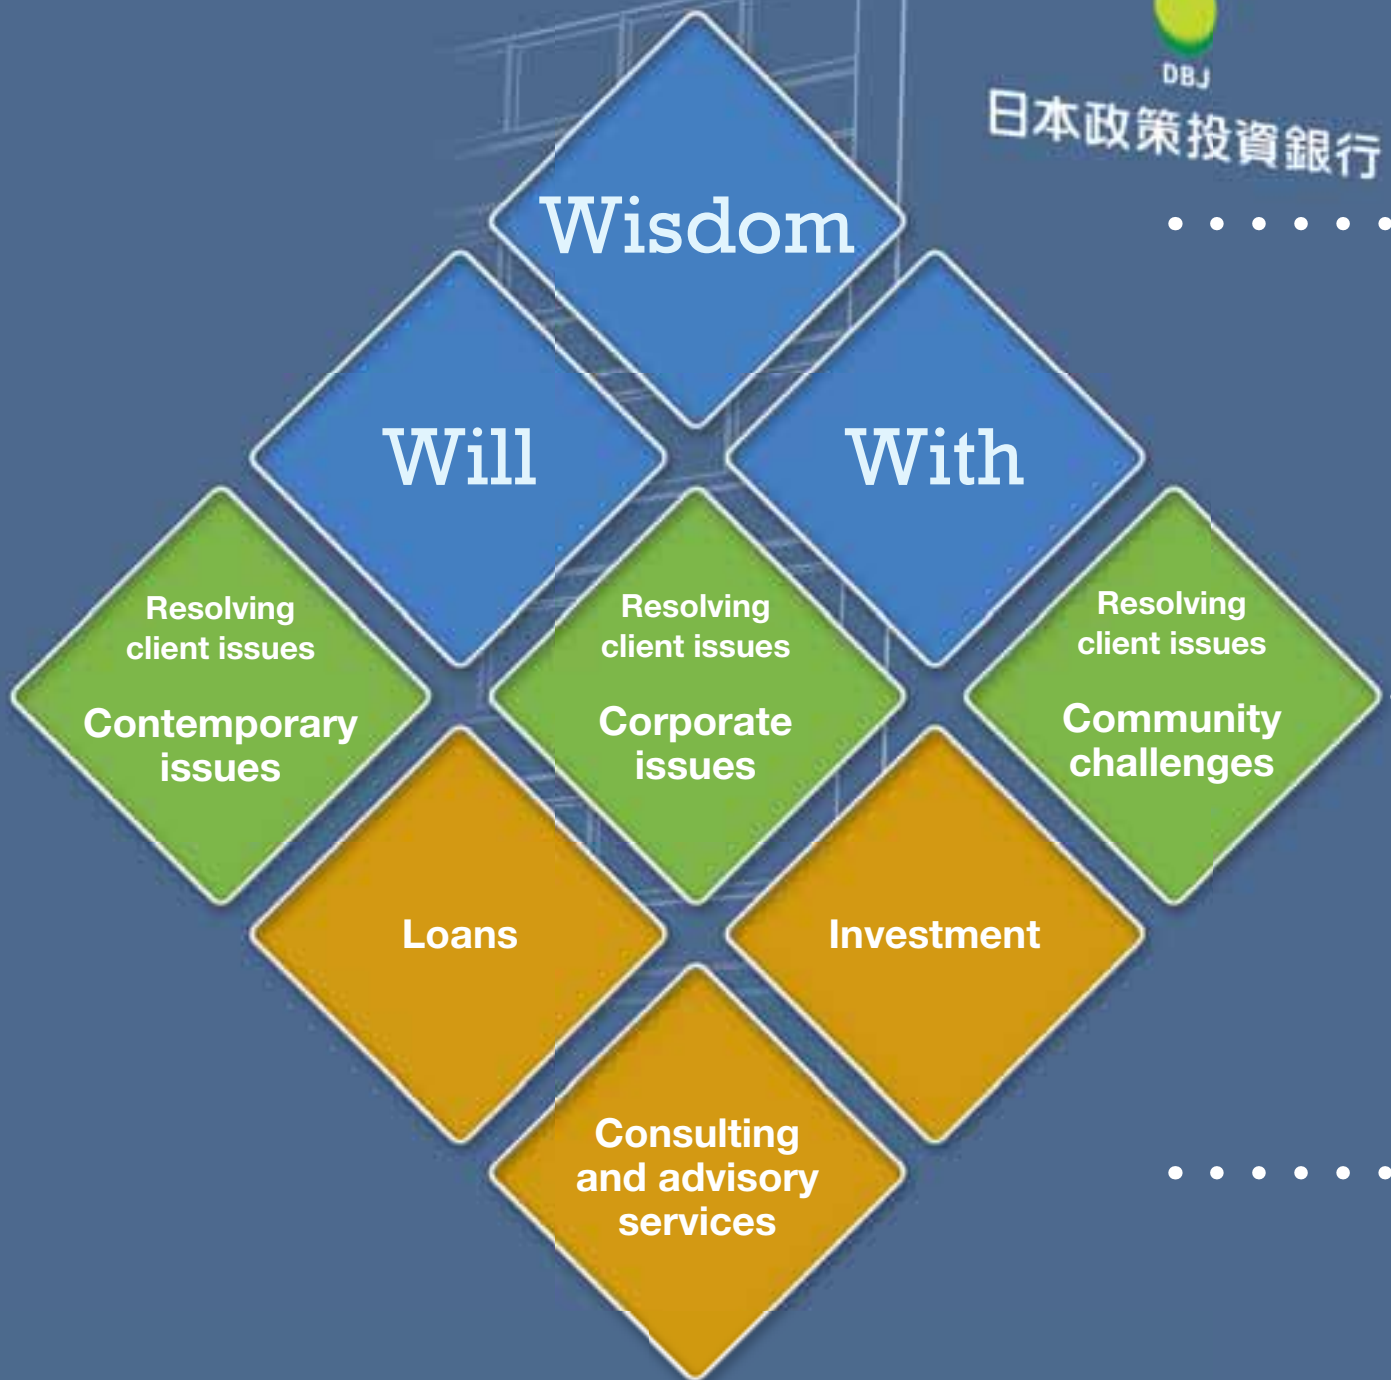 DBJ
日本政策投資銀行
Wisdom
Will
With
Resolving
client issues
Contemporary
issues
Resolving
client issues
Corporate
issues
Resolving
client issues
Community
challenges
Loans
Investment
Consulting
and advisory
services